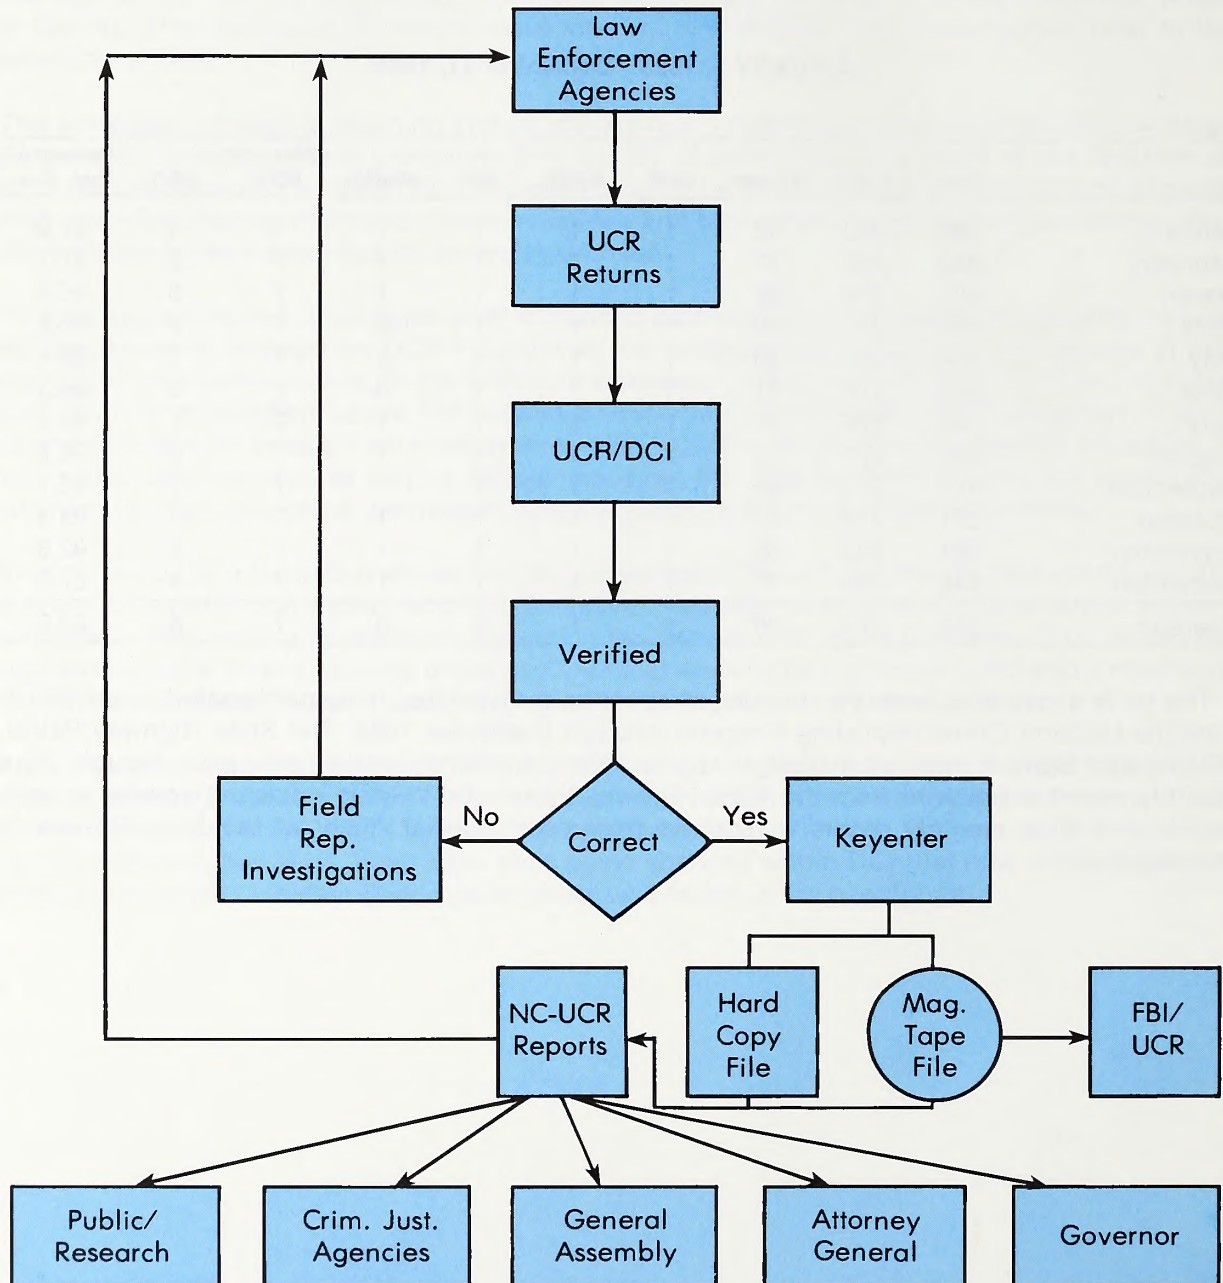 Law
Enforcement
Agencies
UCR
Returns
UCR/DCI
Verified
Field
Rep.
Investigations
No
Correct
Yes
Keyenter
NC-UCR
Reports
Hard
Copy
File
Mag.
Tape
File
FBI/
UCR
Public/
Research
Crim. Just.
Agencies
General
Assembly
Attorney
General
Governor